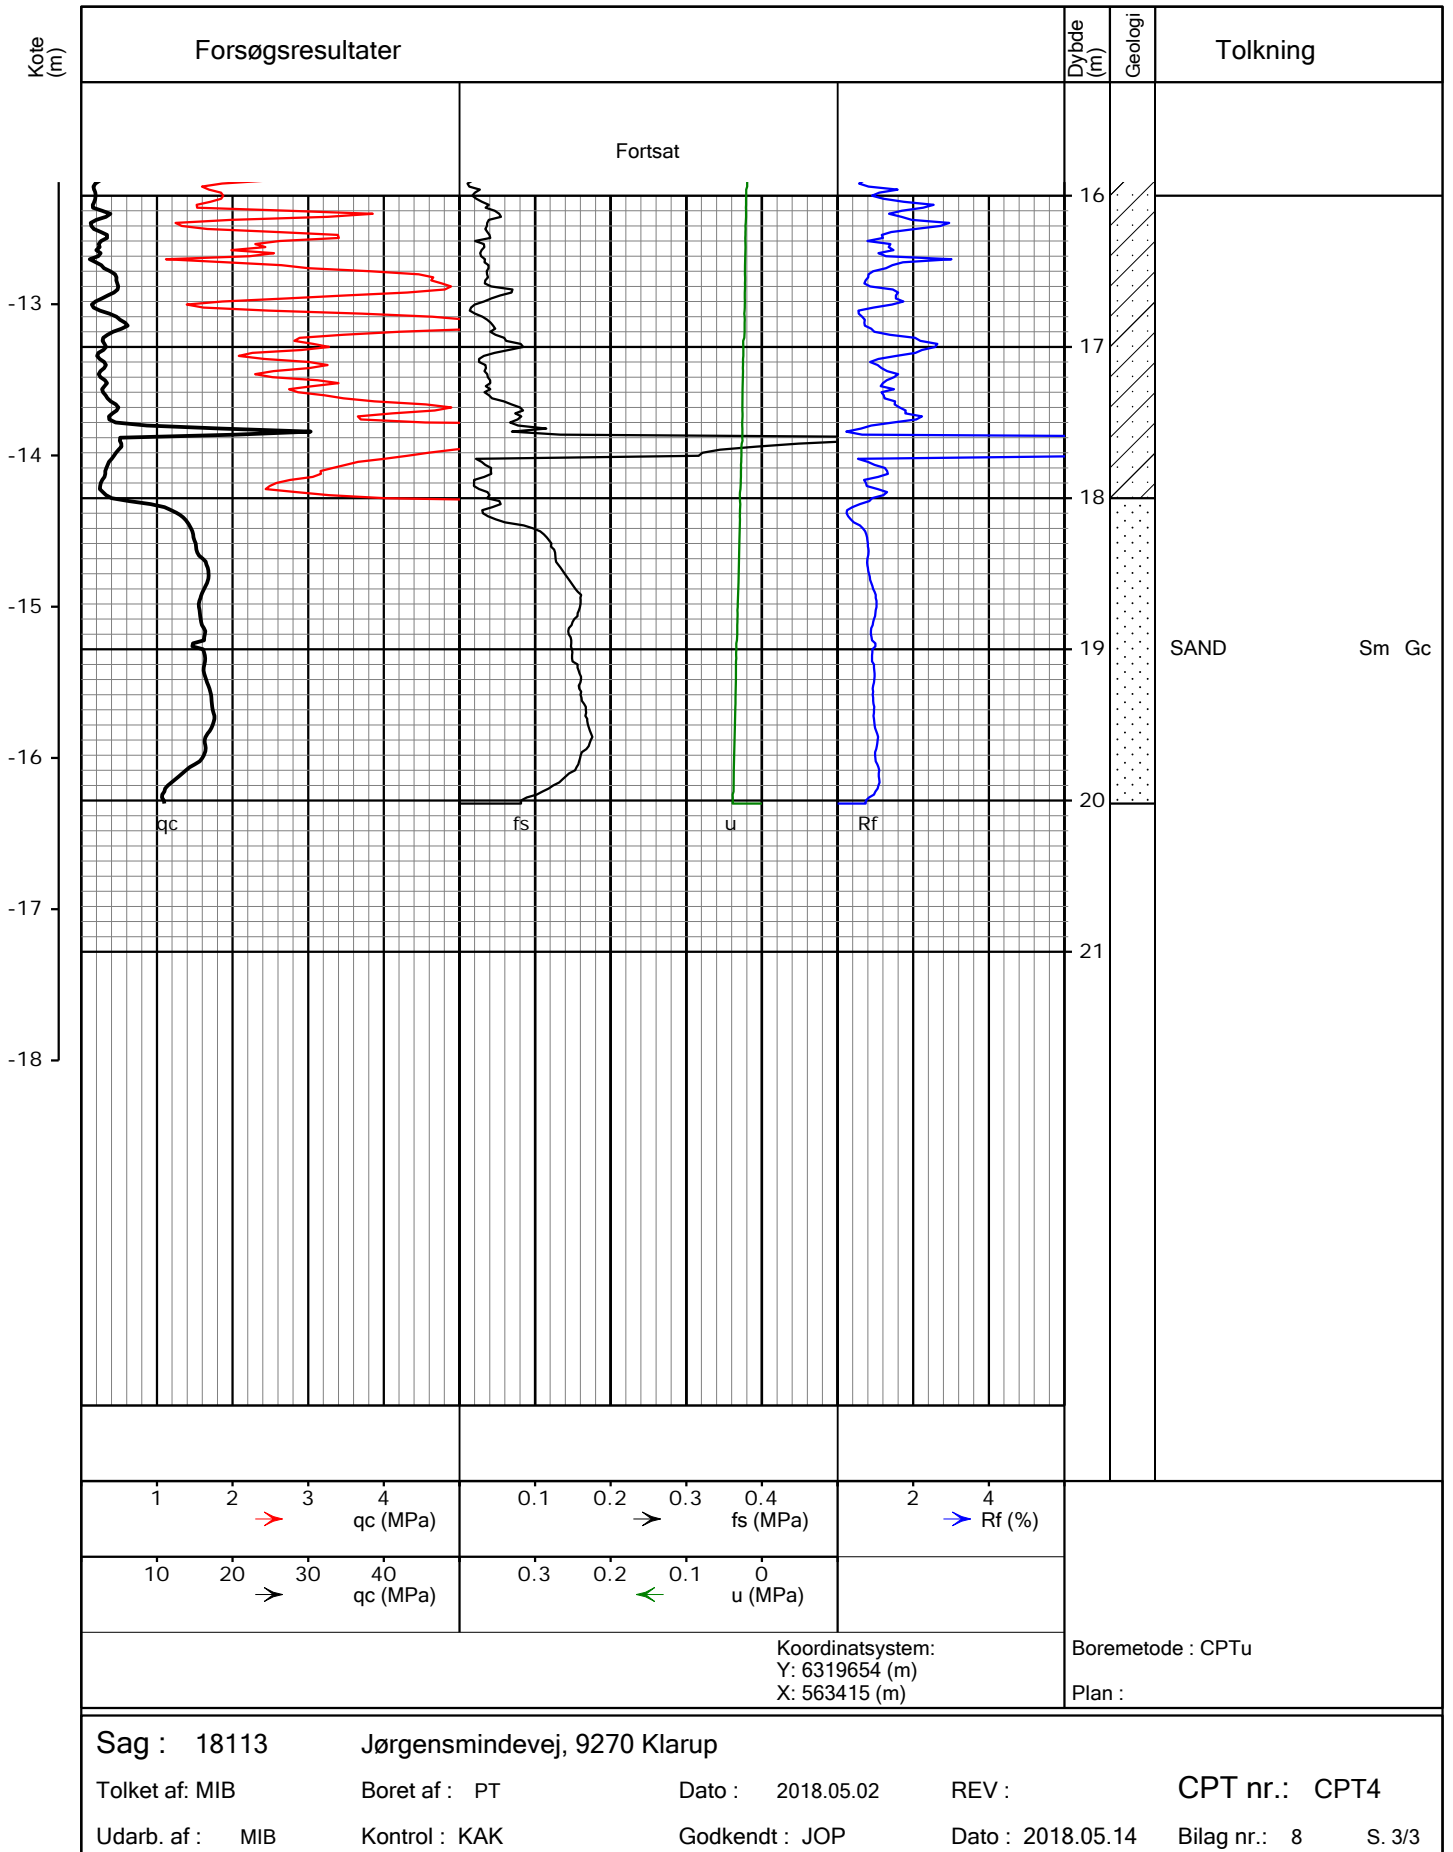 Kote (m)
Forsøgsresultater
Dybde (m)
Geologi
Tolkning
Fortsat
16
-13
17
-14
18
-15
19
SAND Sm Gc
-16
20
qc fs u Rf
-17
21
-18
1 2 3 4 0.1 0.2 0.3 0.4 2 4
qc (MPa) fs (MPa) Rf (%)
10 20 30 40 0.3 0.2 0.1 0
qc (MPa) u (MPa)
Koordinatsystem:
Y: 6319654 (m)
X: 563415 (m)
Boremetode : CPTu
Plan :
Sag : 18113 Jørgensmindevej, 9270 Klarup
Tolket af: MIB Boret af : PT Dato : 2018.05.02 REV : CPT nr.: CPT4
Udarb. af : MIB Kontrol : KAK Godkendt : JOP Dato : 2018.05.14 Bilag nr.: 8 S. 3/3